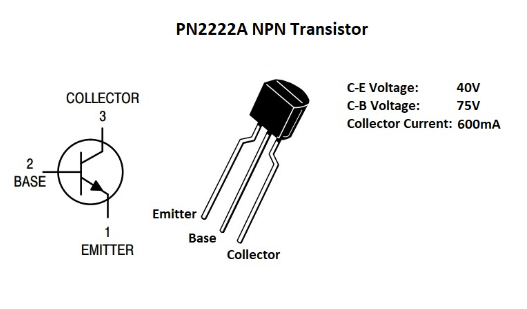 PN2222A NPN Transistor
COLLECTOR
3
2
BASE
1
EMITTER
Emitter
Base
Collector
C-E Voltage: 40V
C-B Voltage: 75V
Collector Current: 600mA